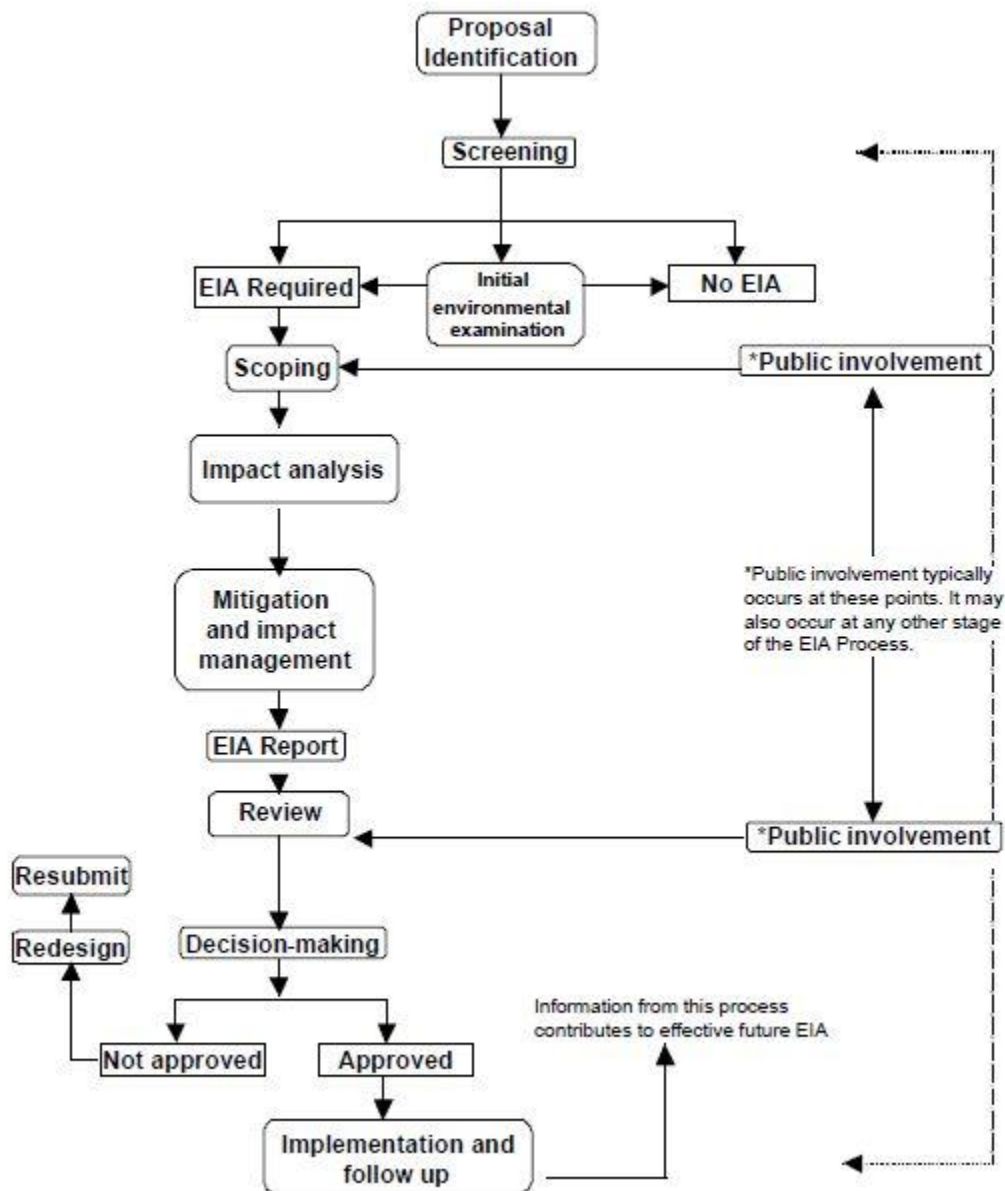 Proposal
Identification
Screening
EIA Required
Initial
environmental
examination
No EIA
Scoping
*Public involvement
Impact analysis
*Public involvement typically
occurs at these points. It may
also occur at any other stage
of the EIA Process.
Mitigation
and impact
management
EIA Report
Review
*Public involvement
Resubmit
Redesign
Decision-making
Information from this process
contributes to effective future EIA
Not approved
Approved
Implementation and
follow up